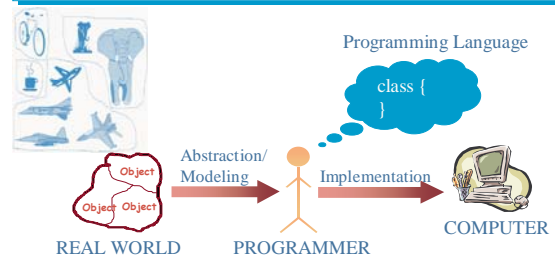 Programming Language
class {
}
Abstraction/
Modeling
Implementation
Object
Object Object
REAL WORLD
PROGRAMMER
COMPUTER